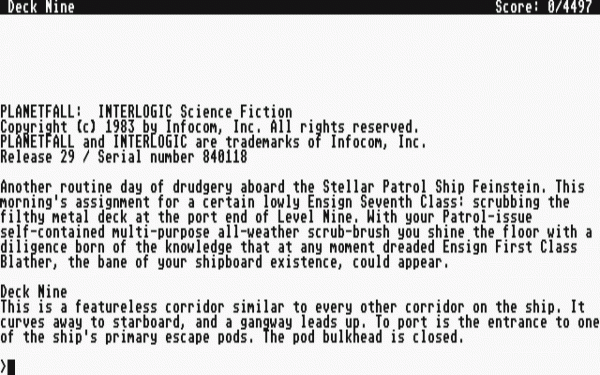 Deck Nine Score: 0/4497
PLANETFALL: INTERLOGIC Science Fiction
Copyright (c) 1983 by Infocom, Inc. All rights reserved.
PLANETFALL and INTERLOGIC are trademarks of Infocom, Inc.
Release 29 / Serial number 840118
Another routine day of drudgery aboard the Stellar Patrol Ship Feinstein. This
morning's assignment for a certain lowly Ensign Seventh Class: scrubbing the
filthy metal deck at the port end of Level Nine. With your Patrol-issue
self-contained multi-purpose all-weather scrub-brush you shine the floor with a
diligence born of the knowledge that at any moment dreaded Ensign First Class
Blather, the bane of your shipboard existence, could appear.
Deck Nine
This is a featureless corridor similar to every other corridor on the ship. It
curves away to starboard, and a gangway leads up. To port is the entrance to one
of the ship's primary escape pods. The pod bulkhead is closed.
>